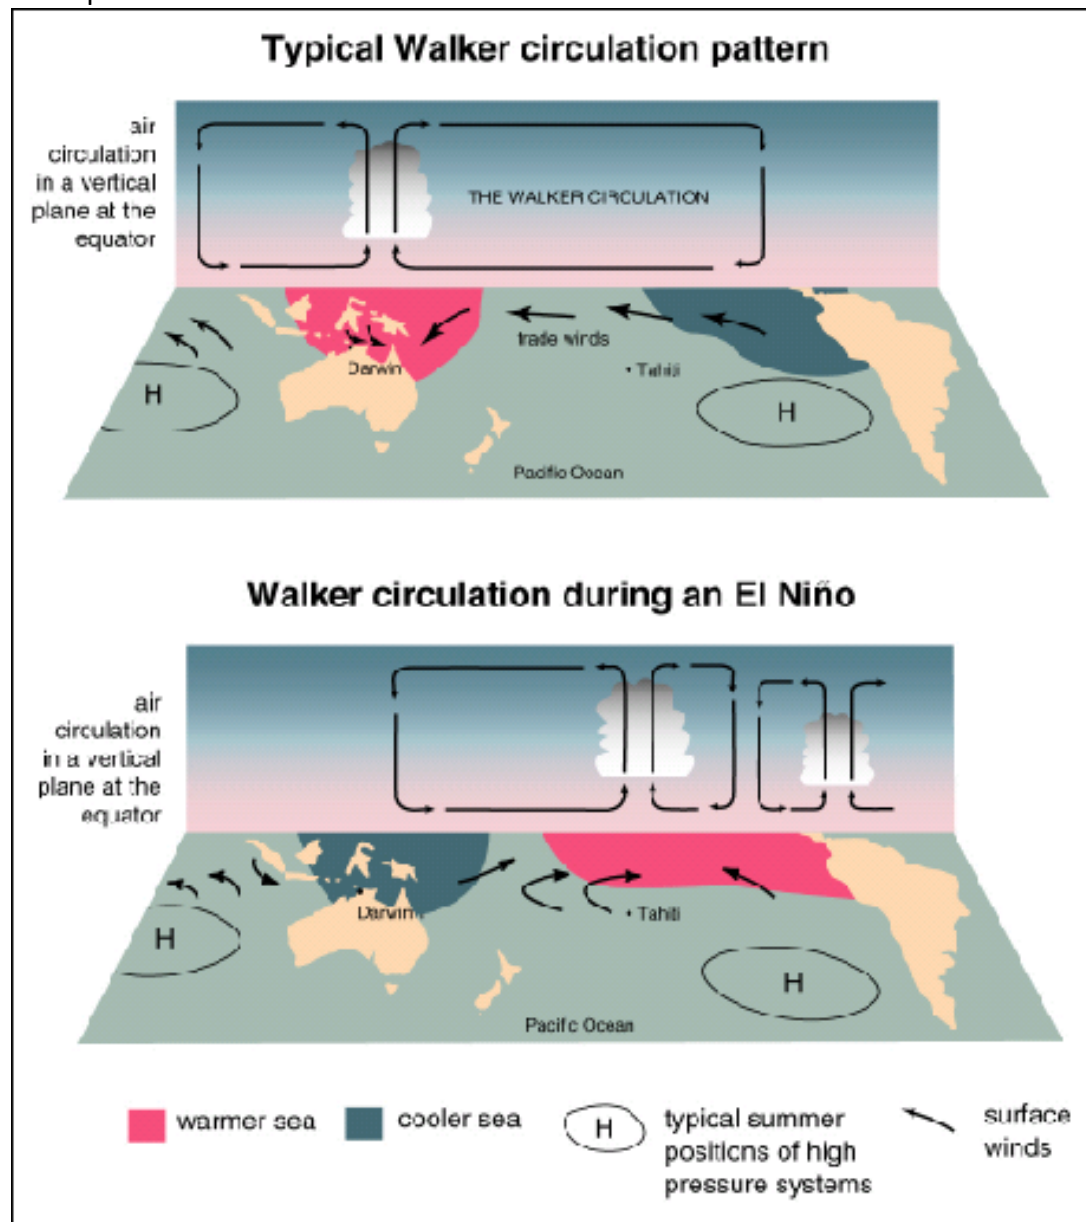 Typical Walker circulation pattern
air
circulation
in a vertical
plane at the
equator
THE WALKER CIRCULATION
trade winds
Darwin
• Tahiti
H
H
Pacific Ocean
Walker circulation during an El Niño
air
circulation
in a vertical
plane at the
equator
Darwin
• Tahiti
H
H
Pacific Ocean
warmer sea
cooler sea
H
typical summer
positions of high
pressure systems
surface
winds